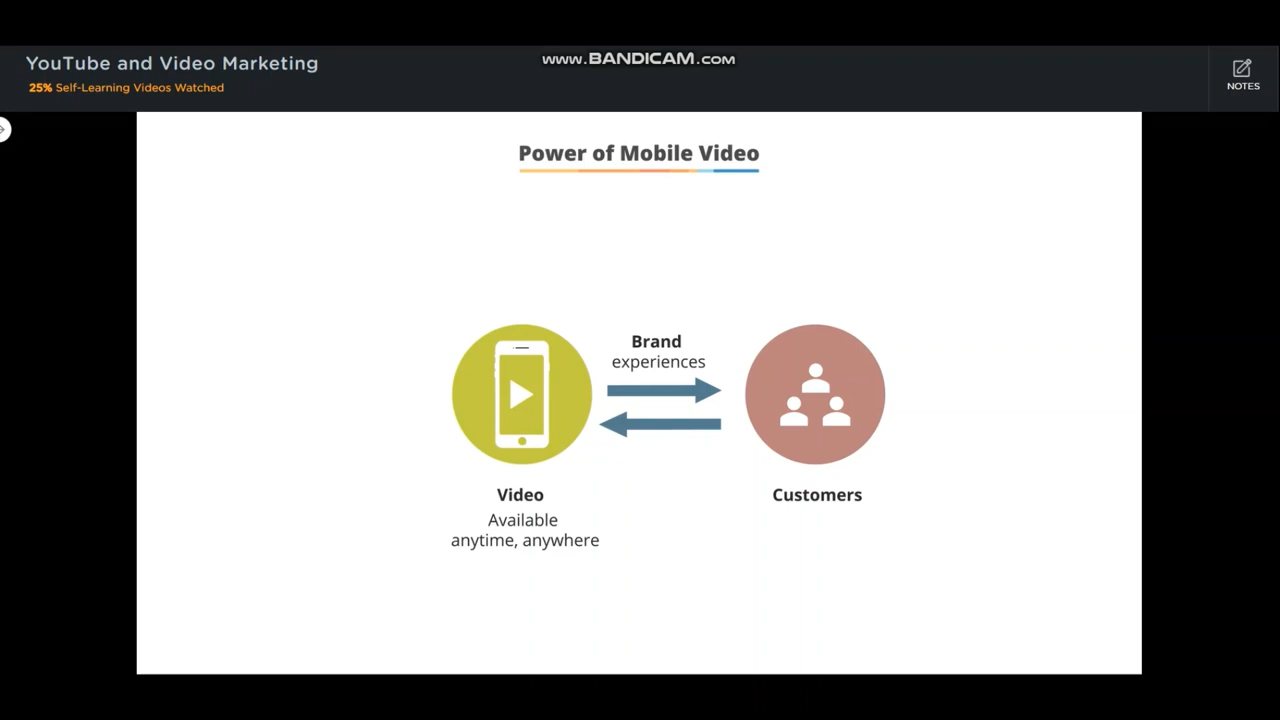 www.BANDICAM.com
YouTube and Video Marketing
25% Self-Learning Videos Watched
NOTES
Power of Mobile Video
Brand
experiences
Video
Available
anytime, anywhere
Customers